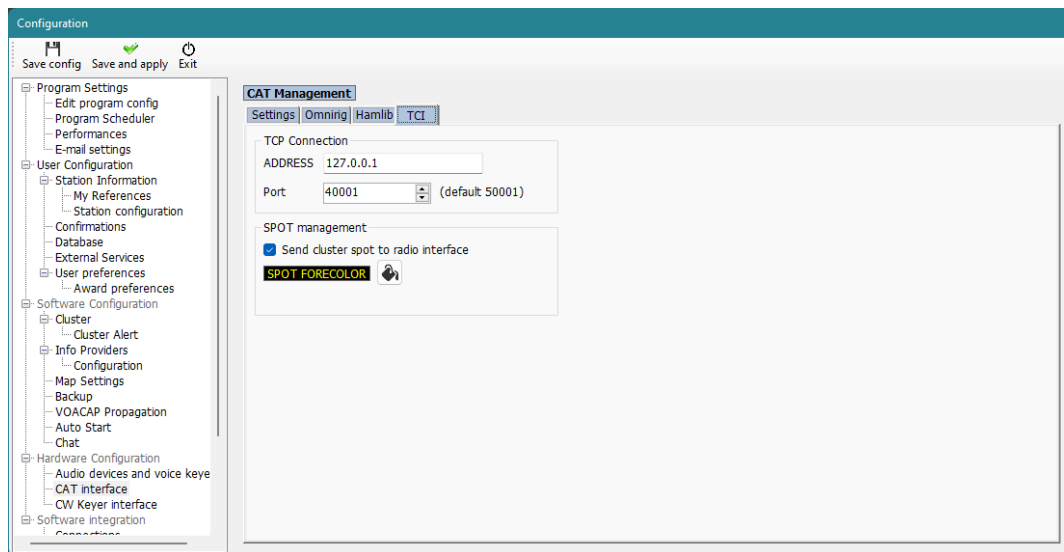 Configuration
Save config Save and apply Exit
Program Settings
Edit program config
Program Scheduler
Performances
E-mail settings
User Configuration
Station Information
My References
Station configuration
Confirmations
Database
External Services
User preferences
Award preferences
Software Configuration
Cluster
Cluster Alert
Info Providers
Configuration
Map Settings
Backup
VOACAP Propagation
Auto Start
Chat
Hardware Configuration
Audio devices and voice keye
CAT interface
CW Keyer interface
Software integration
Connections
CAT Management
Settings Omnirig Hamlib TCI
TCP Connection
ADDRESS 127.0.0.1
Port 40001 (default 50001)
SPOT management
Send cluster spot to radio interface
SPOT FORECOLOR